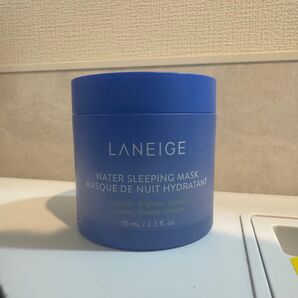 LANEIGE
WATER SLEEPING MASK
MASQUE DE NUIT HYDRATANT
70 mL / 2.3 fl. oz.